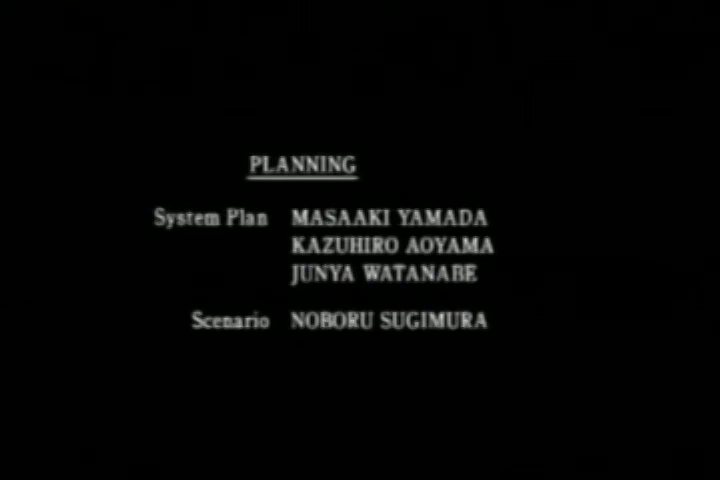 PLANNING
System Plan MASAAKI YAMADA
KAZUHIRO AOYAMA
JUNYA WATANABE
Scenario NOBORU SUGIMURA